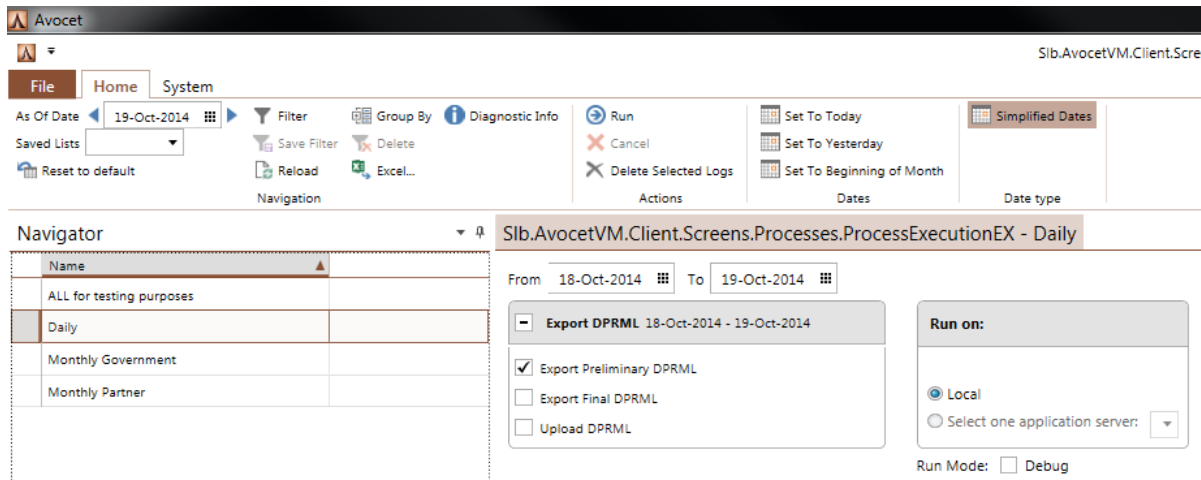 Avocet
Slb.AvocetVM.Client.Scre
File Home System
As Of Date 19-Oct-2014 Filter Group By Diagnostic Info Run Set To Today Simplified Dates
Saved Lists Save Filter Delete Cancel Set To Yesterday
Reset to default Reload Excel... Delete Selected Logs Set To Beginning of Month
Navigation Actions Dates Date type
Navigator Slb.AvocetVM.Client.Screens.Processes.ProcessExecutionEX - Daily
Name
From 18-Oct-2014 To 19-Oct-2014
ALL for testing purposes
Daily Export DPRML 18-Oct-2014 - 19-Oct-2014 Run on:
Monthly Government Export Preliminary DPRML
Monthly Partner Export Final DPRML Local
Upload DPRML Select one application server:
Run Mode: Debug